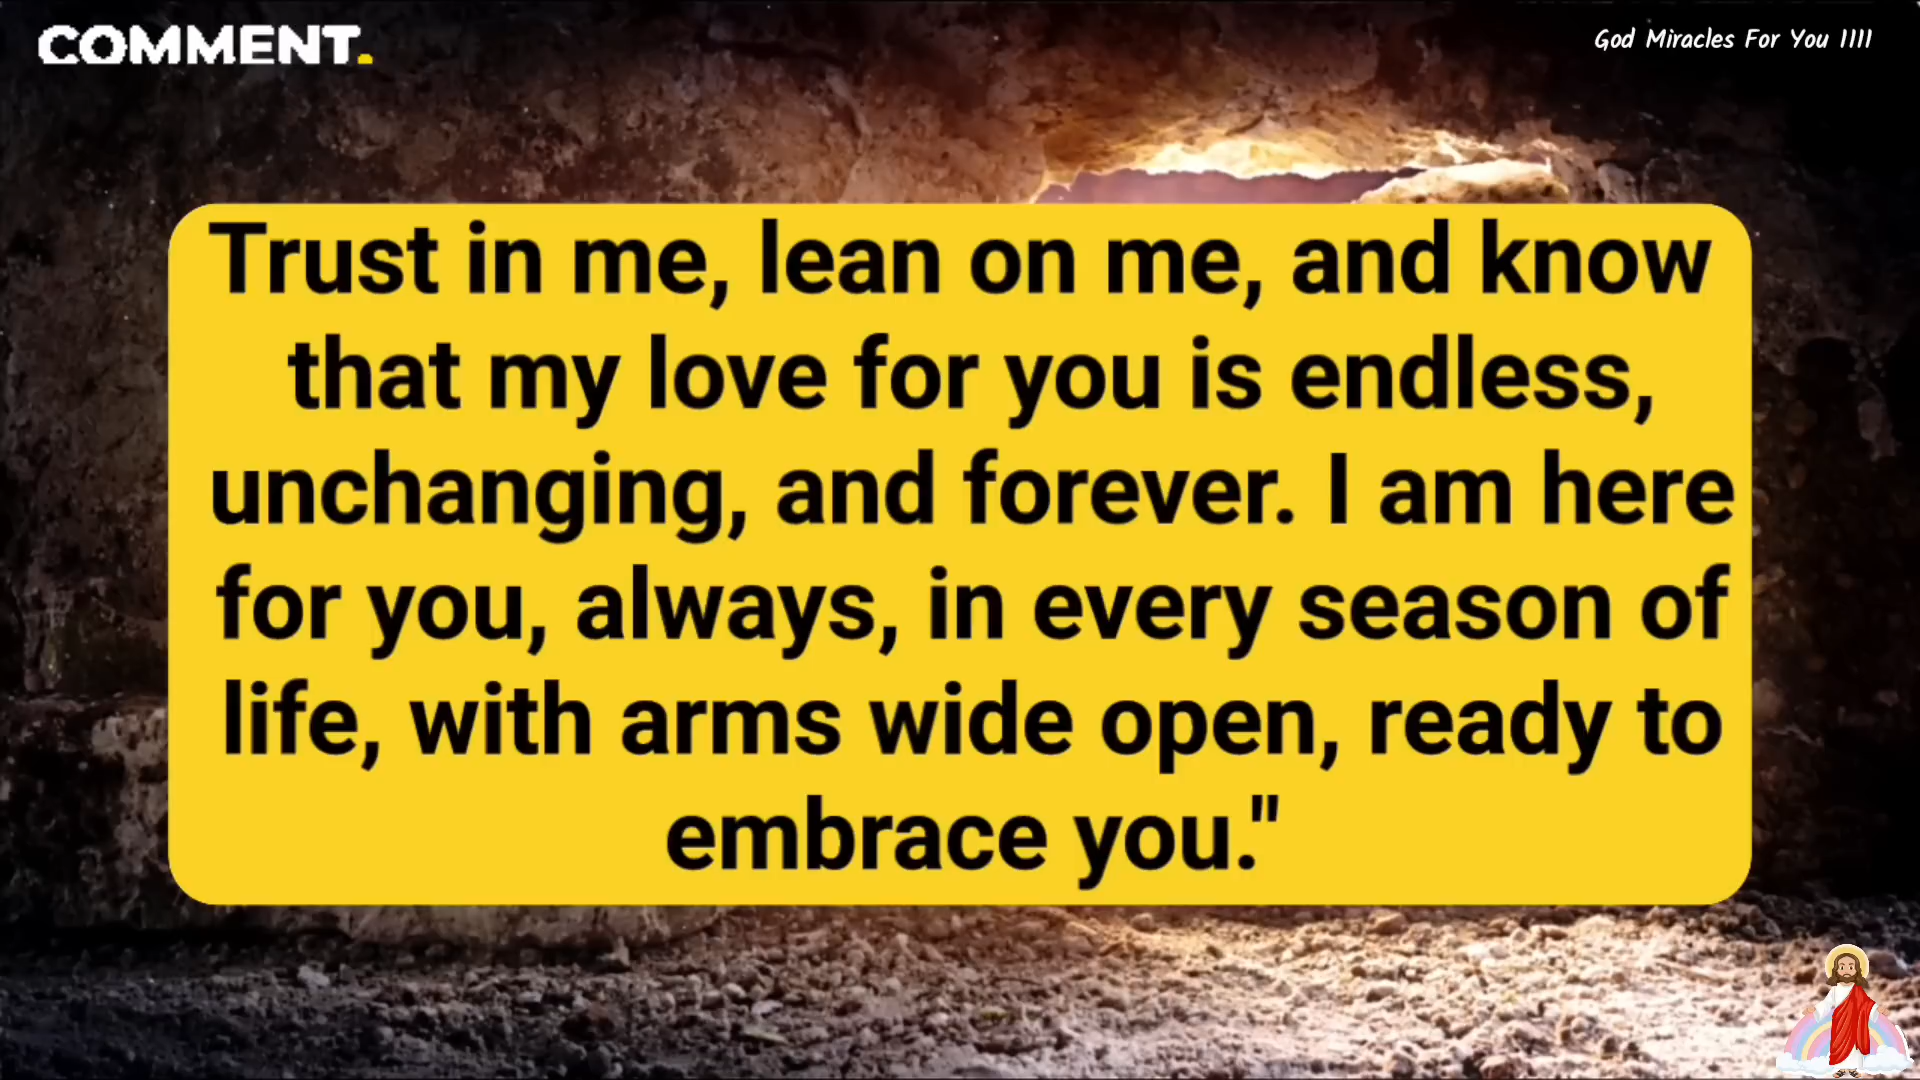 COMMENT.
God Miracles For You 1111
Trust in me, lean on me, and know
that my love for you is endless,
unchanging, and forever. I am here
for you, always, in every season of
life, with arms wide open, ready to
embrace you."